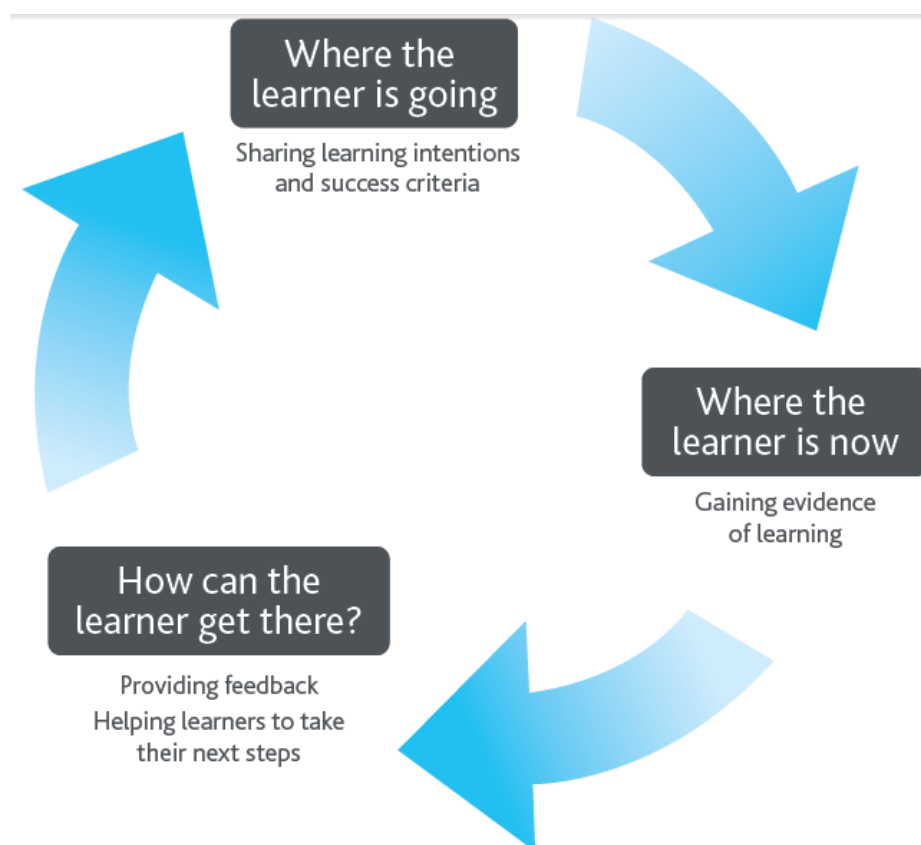 Where the
learner is going
Sharing learning intentions
and success criteria
Where the
learner is now
Gaining evidence
of learning
How can the
learner get there?
Providing feedback
Helping learners to take
their next steps